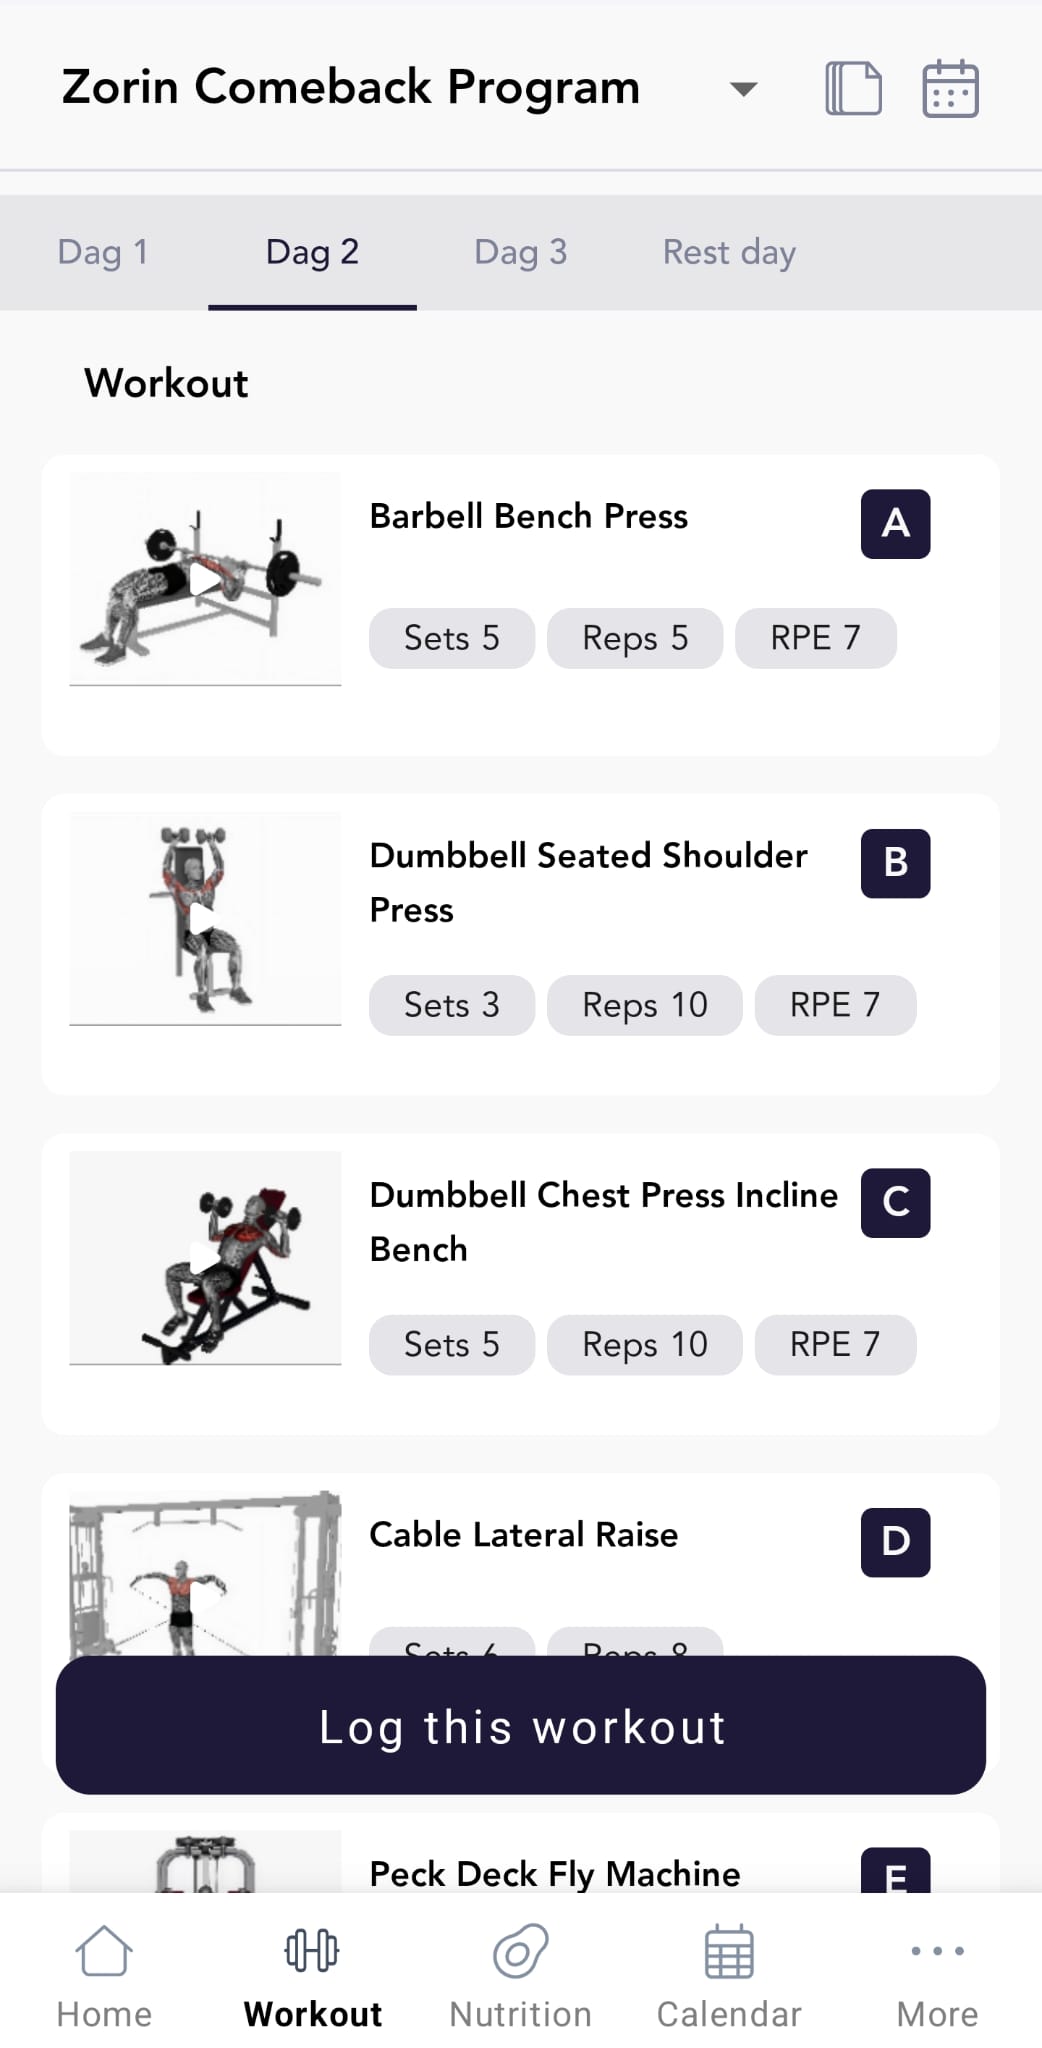 Zorin Comeback Program
Dag 1 Dag 2 Dag 3 Rest day
Workout
Barbell Bench Press
A
Sets 5 Reps 5 RPE 7
Dumbbell Seated Shoulder
Press
B
Sets 3 Reps 10 RPE 7
Dumbbell Chest Press Incline
Bench
C
Sets 5 Reps 10 RPE 7
Cable Lateral Raise
D
Sets 6 Reps 8
Log this workout
Peck Deck Fly Machine
E
Home Workout Nutrition Calendar More